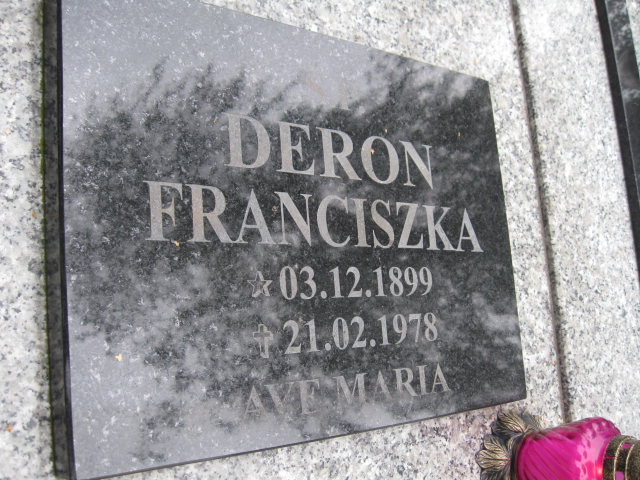 DERON
FRANCISZKA
☆ 03.12.1899
✝ 21.02.1978
AVE MARIA